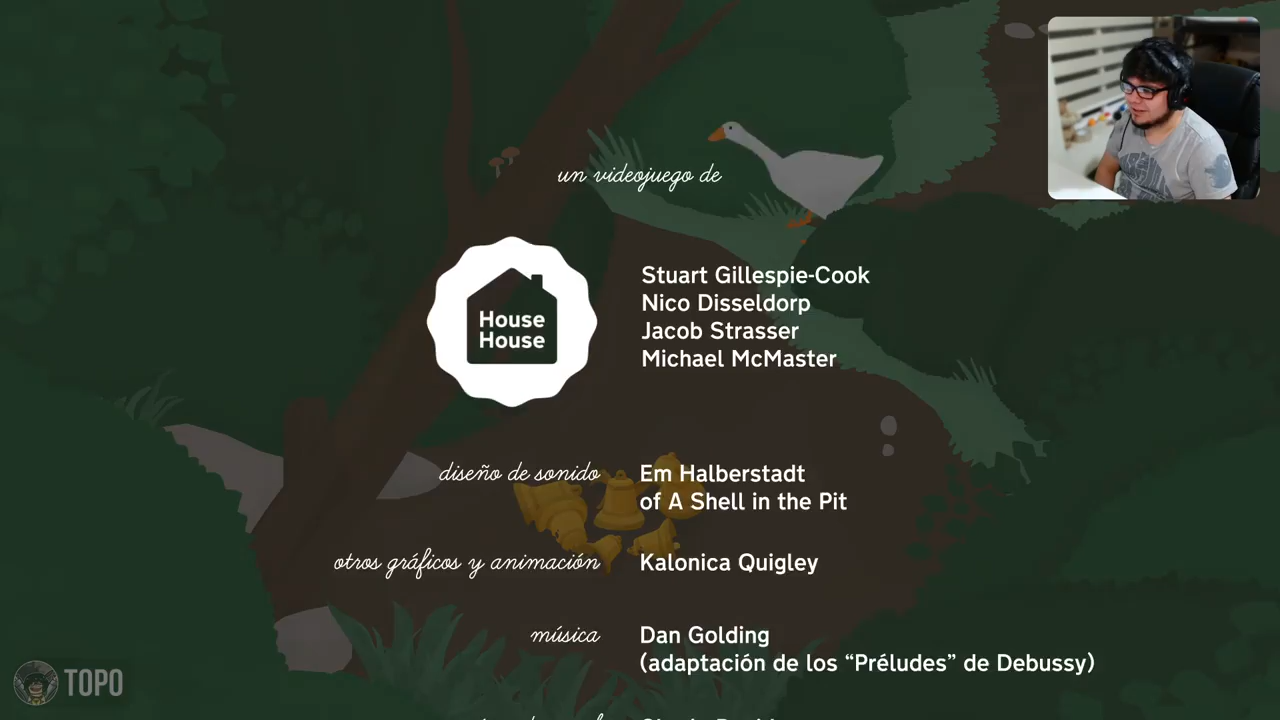 un videojuego de
House
House
Stuart Gillespie-Cook
Nico Disseldorp
Jacob Strasser
Michael McMaster
diseño de sonido
Em Halberstadt
of A Shell in the Pit
otros gráficos y animación
Kalonica Quigley
música
Dan Golding
(adaptación de los “Préludes” de Debussy)
TOPO